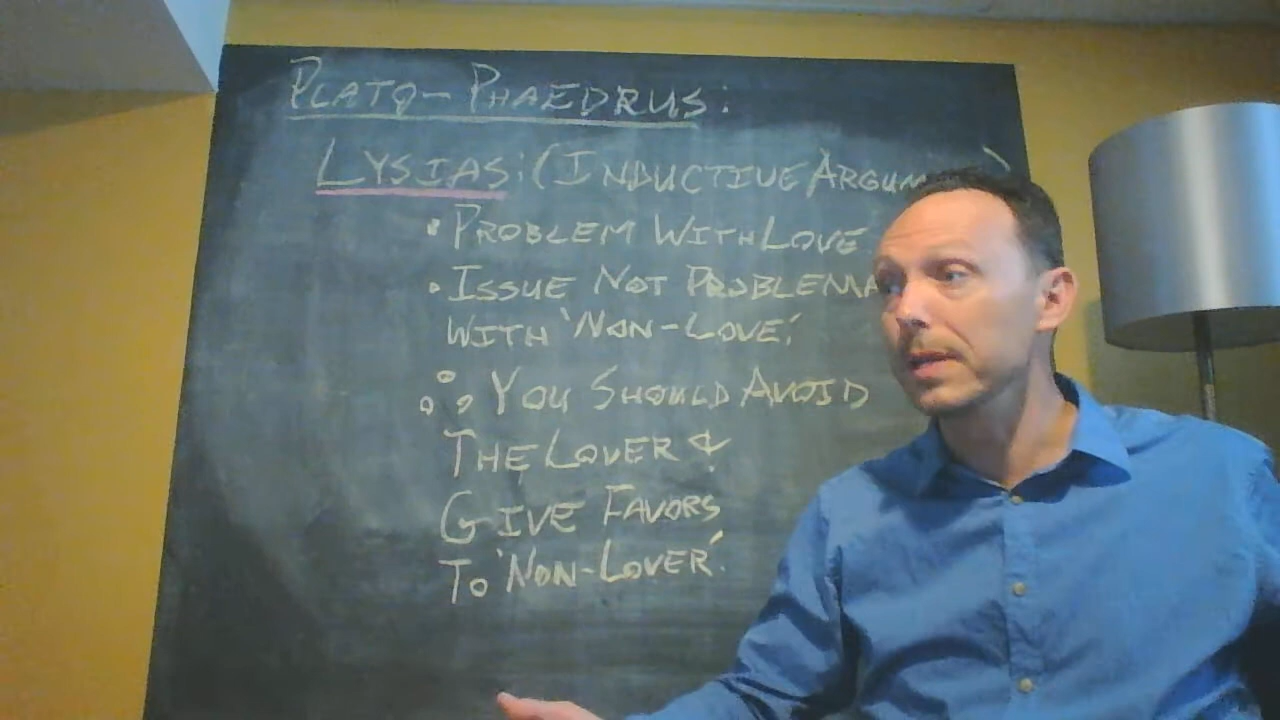 PLATO - PHAEDRUS:
LYSIAS: (INDUCTIVE )
• PROBLEM WITH LOVE
• ISSUE NOT
WITH 'NON-LOVE.'
∴ YOU SHOULD AVOID
THE LOVER &
GIVE FAVORS
TO 'NON-LOVER'.